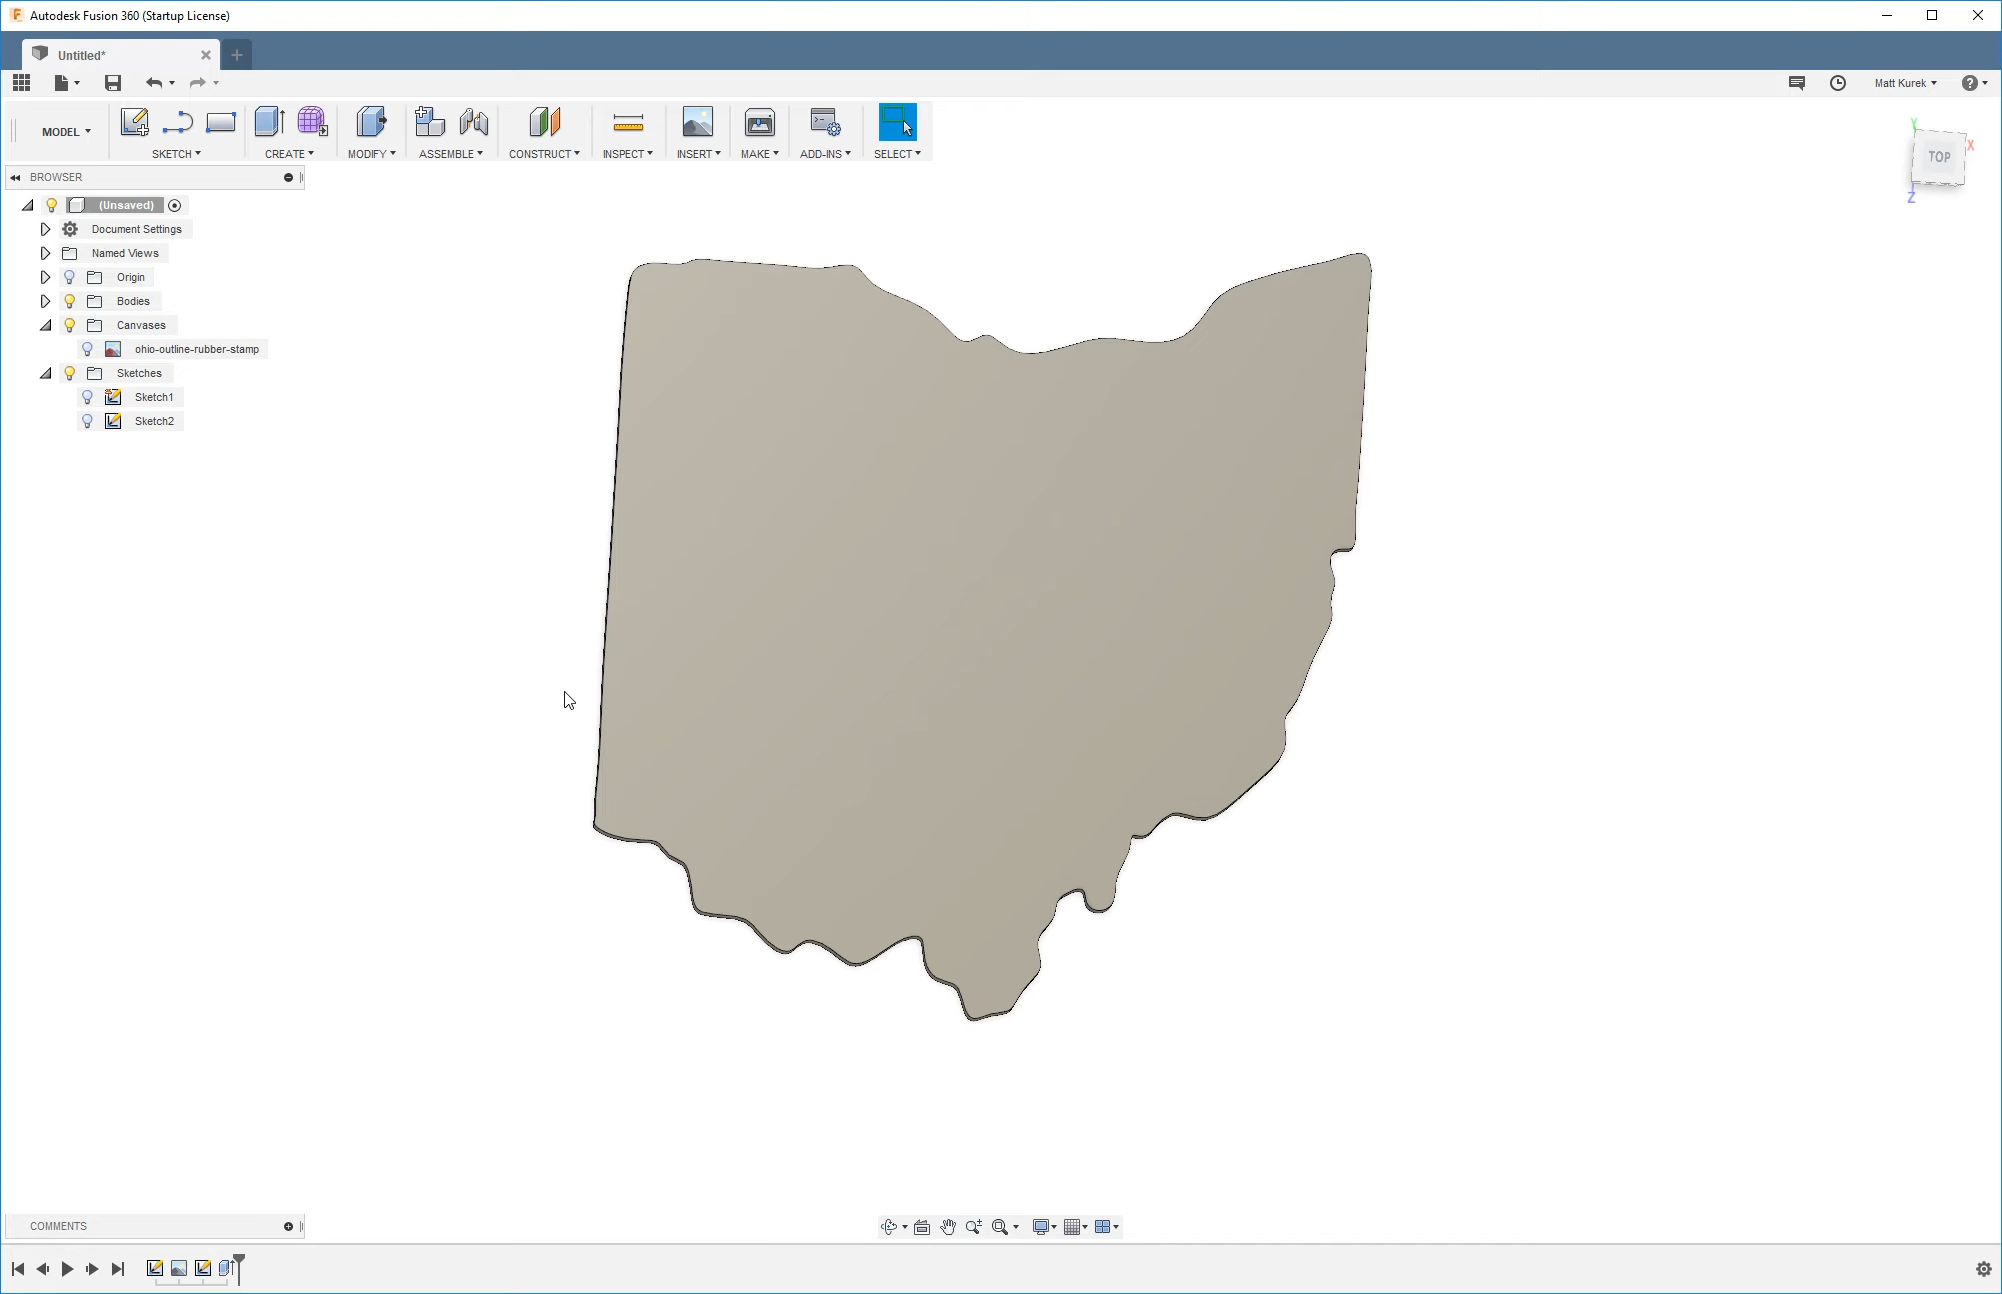 Autodesk Fusion 360 (Startup License)
Untitled*
Matt Kurek
MODEL
SKETCH
CREATE
MODIFY
ASSEMBLE
CONSTRUCT
INSPECT
INSERT
MAKE
ADD-INS
SELECT
Y
TOP
X
Z
BROWSER
(Unsaved)
Document Settings
Named Views
Origin
Bodies
Canvases
ohio-outline-rubber-stamp
Sketches
Sketch1
Sketch2
COMMENTS